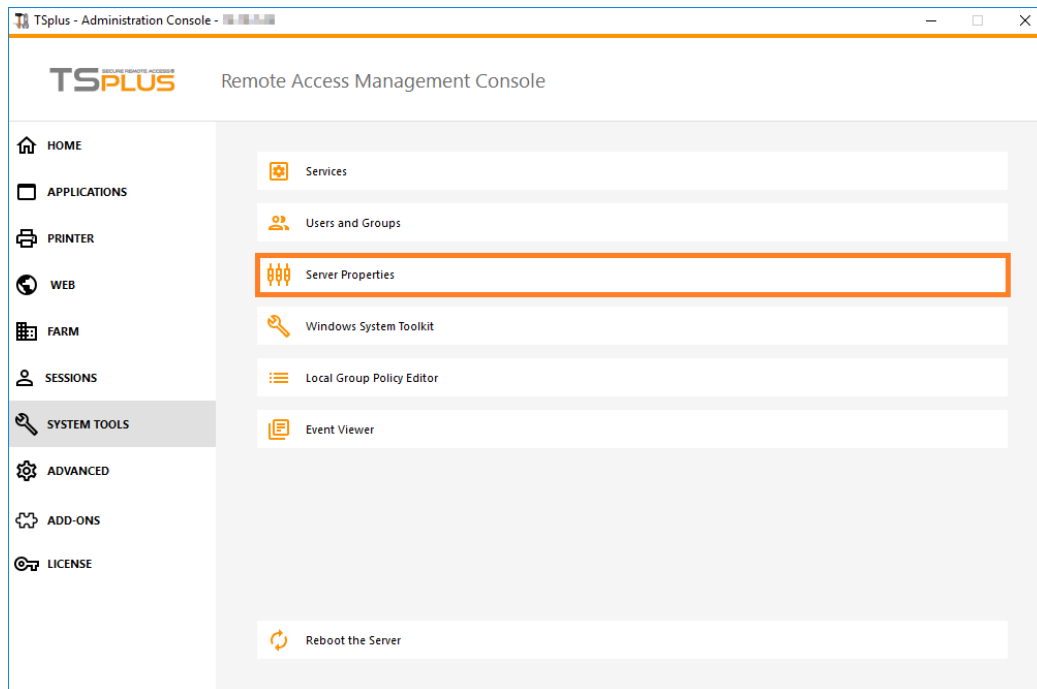 TSplus - Administration Console -
TSPLUS
SECURE REMOTE ACCESS
Remote Access Management Console
HOME
APPLICATIONS
PRINTER
WEB
FARM
SESSIONS
SYSTEM TOOLS
ADVANCED
ADD-ONS
LICENSE
Services
Users and Groups
Server Properties
Windows System Toolkit
Local Group Policy Editor
Event Viewer
Reboot the Server